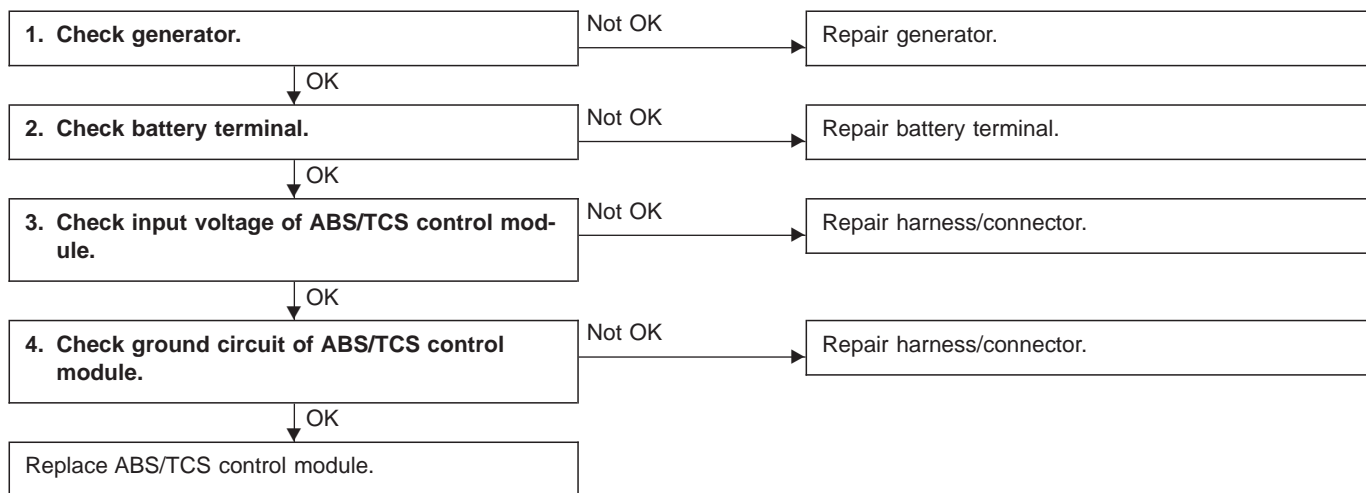 1. Check generator.
Not OK
Repair generator.
OK
2. Check battery terminal.
Not OK
Repair battery terminal.
OK
3. Check input voltage of ABS/TCS control mod-
ule.
Not OK
Repair harness/connector.
OK
4. Check ground circuit of ABS/TCS control
module.
Not OK
Repair harness/connector.
OK
Replace ABS/TCS control module.